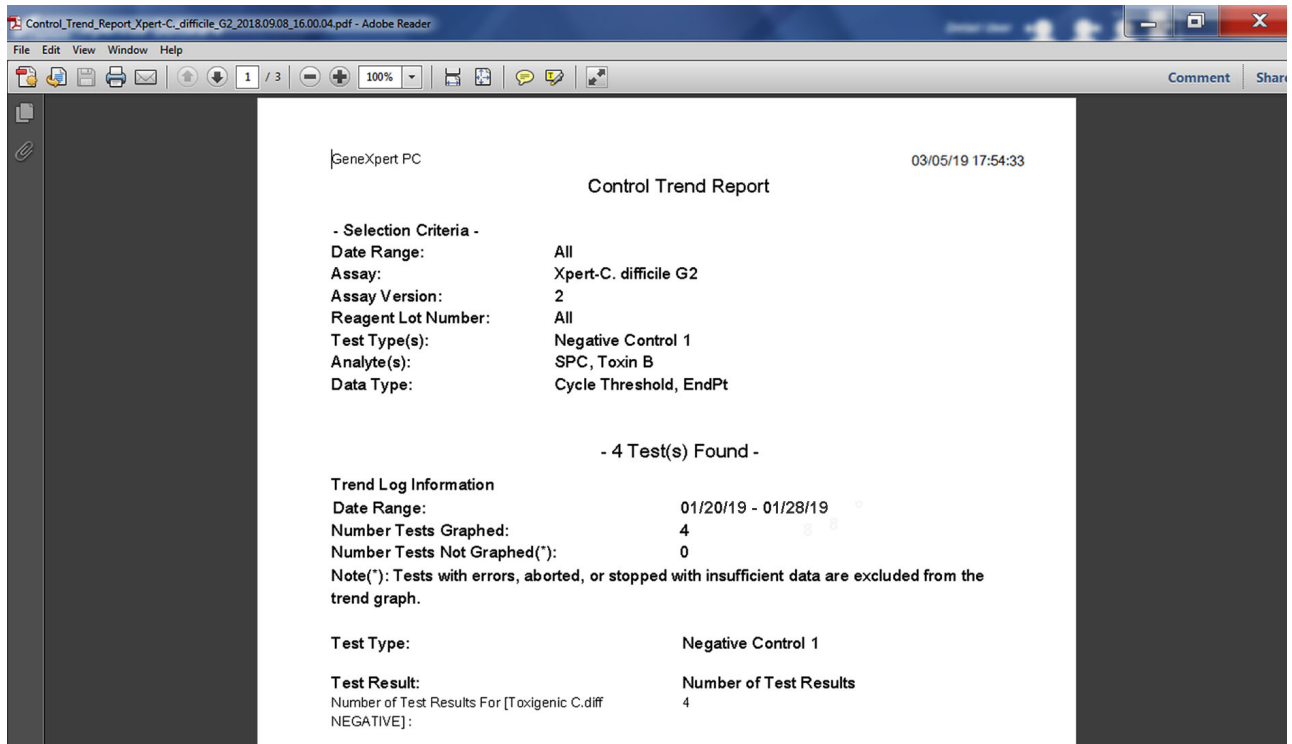 Control_Trend_Report_Xpert-C._difficile_G2_2018.09.08_16.00.04.pdf - Adobe Reader
File Edit View Window Help
1 / 3 100% Comment Share
GeneXpert PC 03/05/19 17:54:33
Control Trend Report
- Selection Criteria -
Date Range: All
Assay: Xpert-C. difficile G2
Assay Version: 2
Reagent Lot Number: All
Test Type(s): Negative Control 1
Analyte(s): SPC, Toxin B
Data Type: Cycle Threshold, EndPt
- 4 Test(s) Found -
Trend Log Information
Date Range: 01/20/19 - 01/28/19
Number Tests Graphed: 4
Number Tests Not Graphed(*): 0
Note(*): Tests with errors, aborted, or stopped with insufficient data are excluded from the
trend graph.
Test Type: Negative Control 1
Test Result: Number of Test Results
Number of Test Results For [Toxigenic C.diff 4
NEGATIVE] :